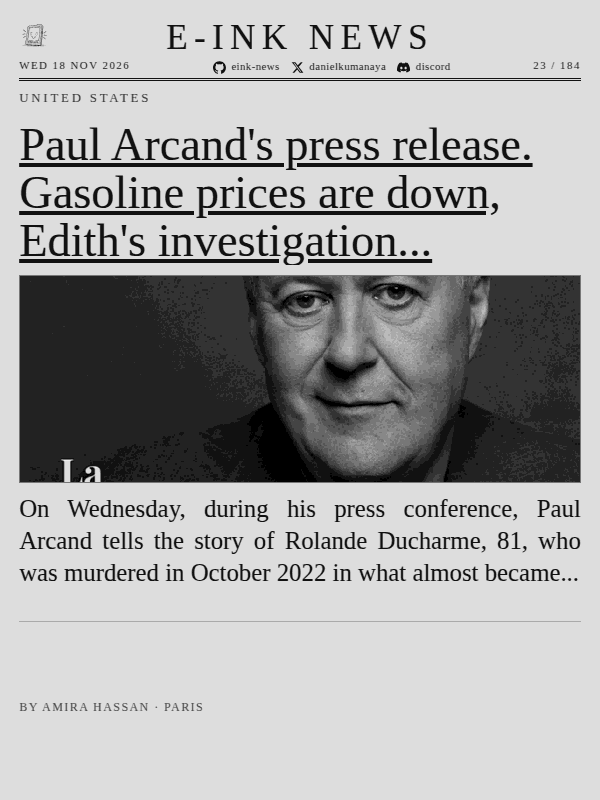 E-INK NEWS
WED 18 NOV 2026
eink-news danielkumanaya discord
23 / 184
UNITED STATES
Paul Arcand's press release.
Gasoline prices are down,
Edith's investigation...
La
On Wednesday, during his press conference, Paul
Arcand tells the story of Rolande Ducharme, 81, who
was murdered in October 2022 in what almost became...
BY AMIRA HASSAN · PARIS